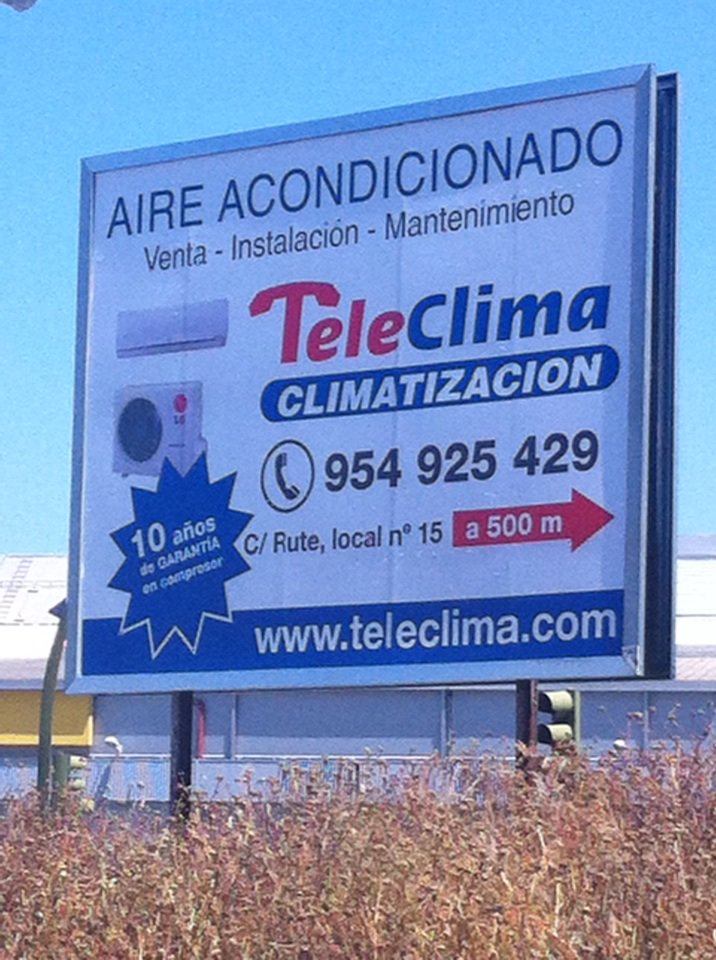 AIRE ACONDICIONADO
Venta - Instalación - Mantenimiento
TeleClima
CLIMATIZACION
LG
954 925 429
C/ Rute, local nº 15 a 500 m
10 años
de GARANTÍA
en compresor
www.teleclima.com